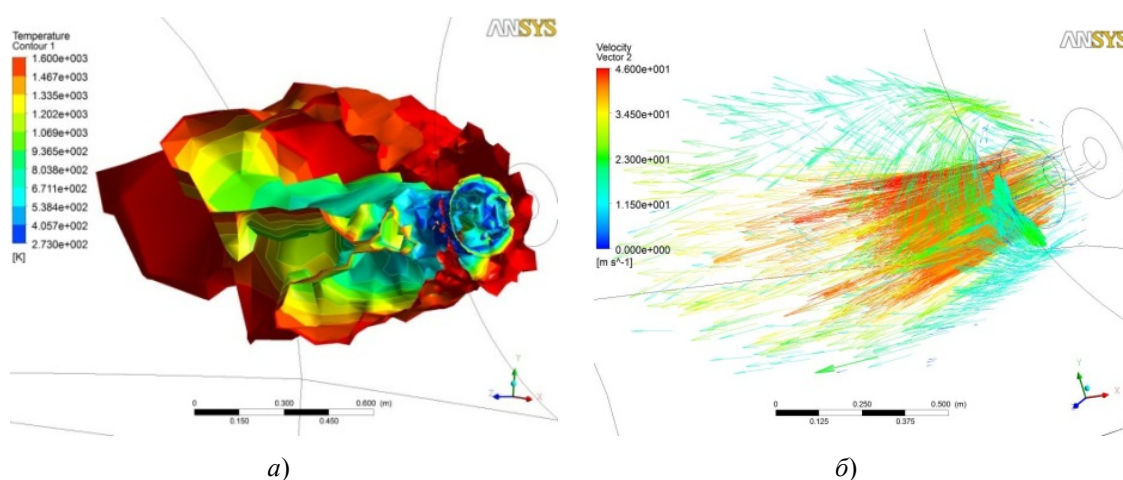 ANSYS
Temperature
Contour 1
1.600e+003
1.467e+003
1.335e+003
1.202e+003
1.069e+003
9.365e+002
8.038e+002
6.711e+002
5.384e+002
4.057e+002
2.730e+002
[K]
Y
Z X
0 0.300 0.600 (m)
0.150 0.450
а)
ANSYS
Velocity
Vector 2
4.600e+001
3.450e+001
2.300e+001
1.150e+001
0.000e+000
[m s^-1]
Y
X
Z
0 0.250 0.500 (m)
0.125 0.375
б)